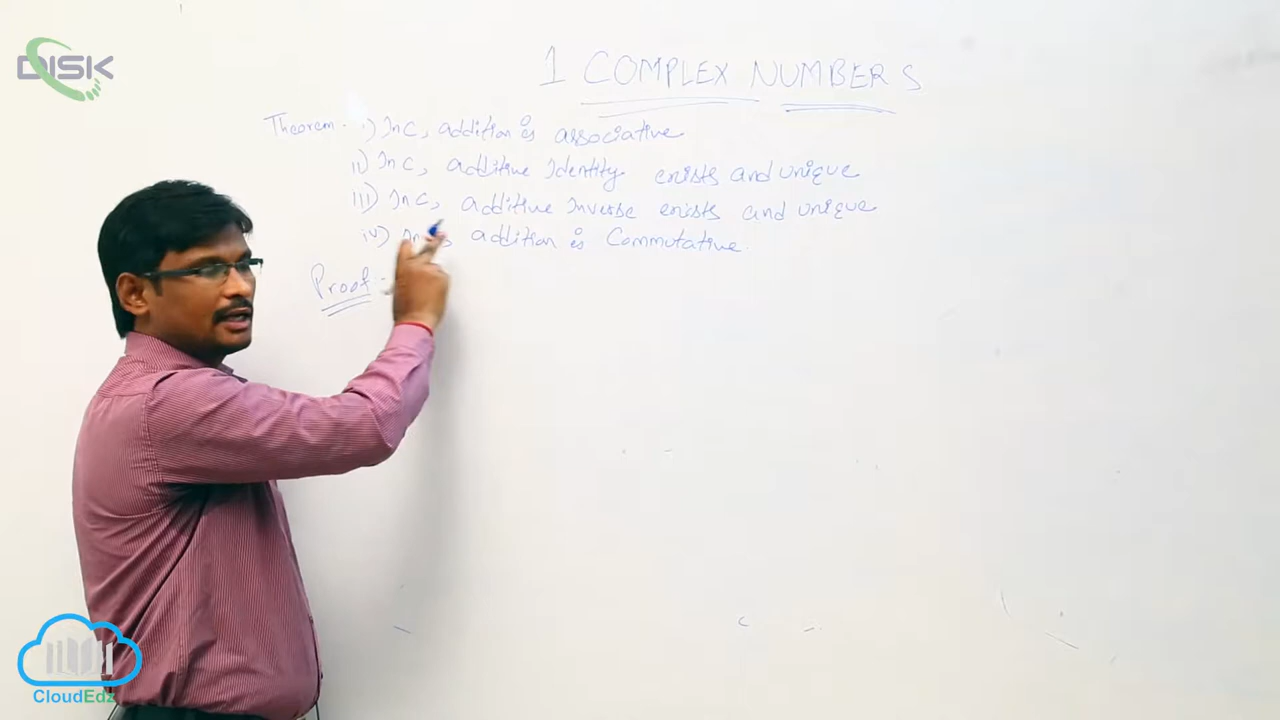 DISK
1 COMPLEX NUMBERS
Theorem - i) In C, addition is associative
ii) In C, additive Identity exists and unique
iii) In C, additive Inverse exists and unique
iv) In , addition is Commutative.
Proof :-
CloudEdz